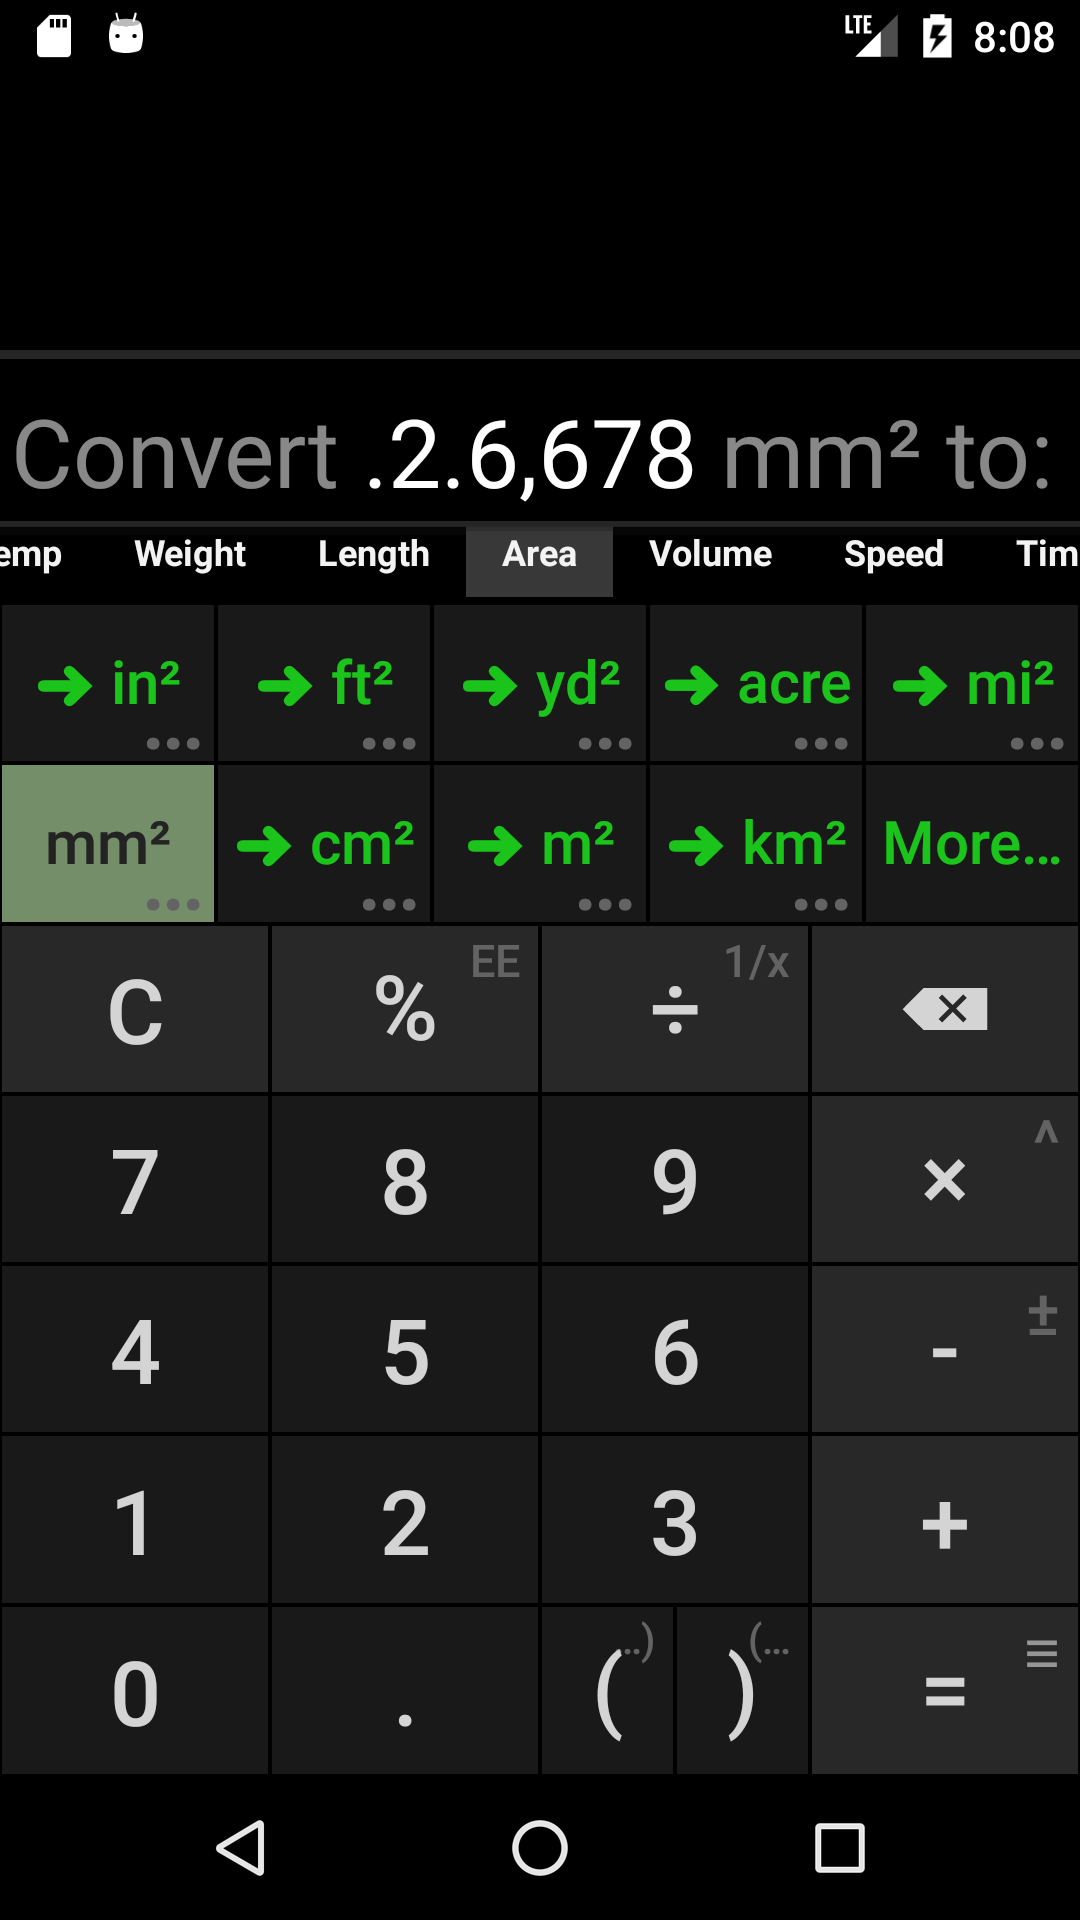 LTE 8:08
Convert .2.6,678 mm² to:
emp Weight Length Area Volume Speed Tim
➔ in² ➔ ft² ➔ yd² ➔ acre ➔ mi²
mm² ➔ cm² ➔ m² ➔ km² More...
C % EE ÷ 1/x
7 8 9 × ^
4 5 6 - ±
1 2 3 +
0 . ( ..) ) (... =